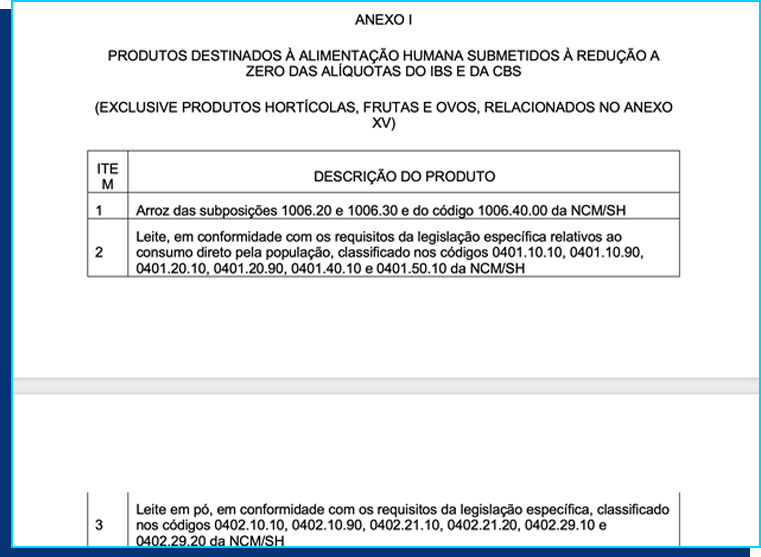 ANEXO I
PRODUTOS DESTINADOS À ALIMENTAÇÃO HUMANA SUBMETIDOS À REDUÇÃO A
ZERO DAS ALÍQUOTAS DO IBS E DA CBS
(EXCLUSIVE PRODUTOS HORTÍCOLAS, FRUTAS E OVOS, RELACIONADOS NO ANEXO
XV)
ITE
M
DESCRIÇÃO DO PRODUTO
1 Arroz das subposições 1006.20 e 1006.30 e do código 1006.40.00 da NCM/SH
Leite, em conformidade com os requisitos da legislação específica relativos ao
2 consumo direto pela população, classificado nos códigos 0401.10.10, 0401.10.90,
0401.20.10, 0401.20.90, 0401.40.10 e 0401.50.10 da NCM/SH
Leite em pó, em conformidade com os requisitos da legislação específica, classificado
3 nos códigos 0402.10.10, 0402.10.90, 0402.21.10, 0402.21.20, 0402.29.10 e
0402.29.20 da NCM/SH